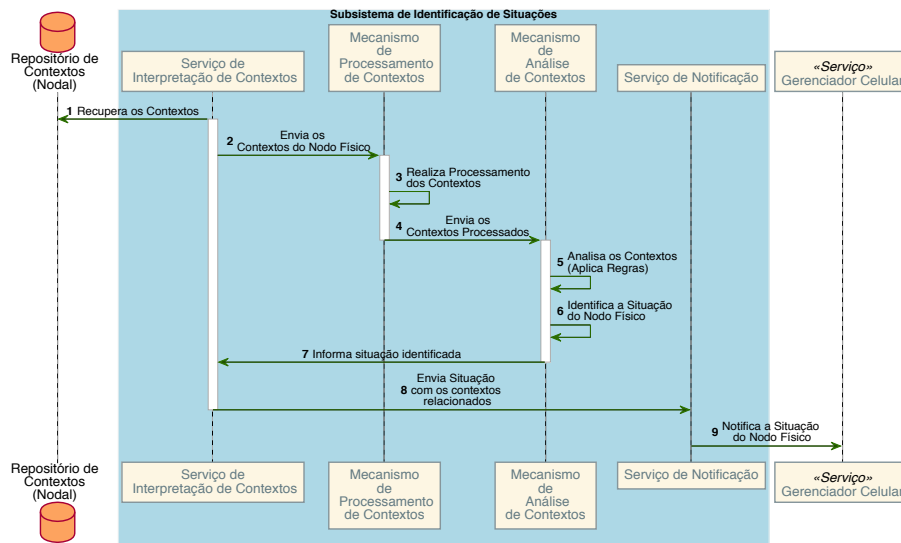 Subsistema de Identificação de Situações
Repositório de
Contextos
(Nodal)
Serviço de
Interpretação de Contextos
Mecanismo
de
Processamento
de Contextos
Mecanismo
de
Análise
de Contextos
Serviço de Notificação
«Serviço»
Gerenciador Celular
1 Recupera os Contextos
2 Envia os
Contextos do Nodo Físico
3 Realiza Processamento
dos Contextos
4 Envia os
Contextos Processados
5 Analisa os Contextos
(Aplica Regras)
6 Identifica a Situação
do Nodo Físico
7 Informa situação identificada
Envia Situação
8 com os contextos
relacionados
9 Notifica a Situação
do Nodo Físico
Repositório de
Contextos
(Nodal)
Serviço de
Interpretação de Contextos
Mecanismo
de
Processamento
de Contextos
Mecanismo
de
Análise
de Contextos
Serviço de Notificação
«Serviço»
Gerenciador Celular